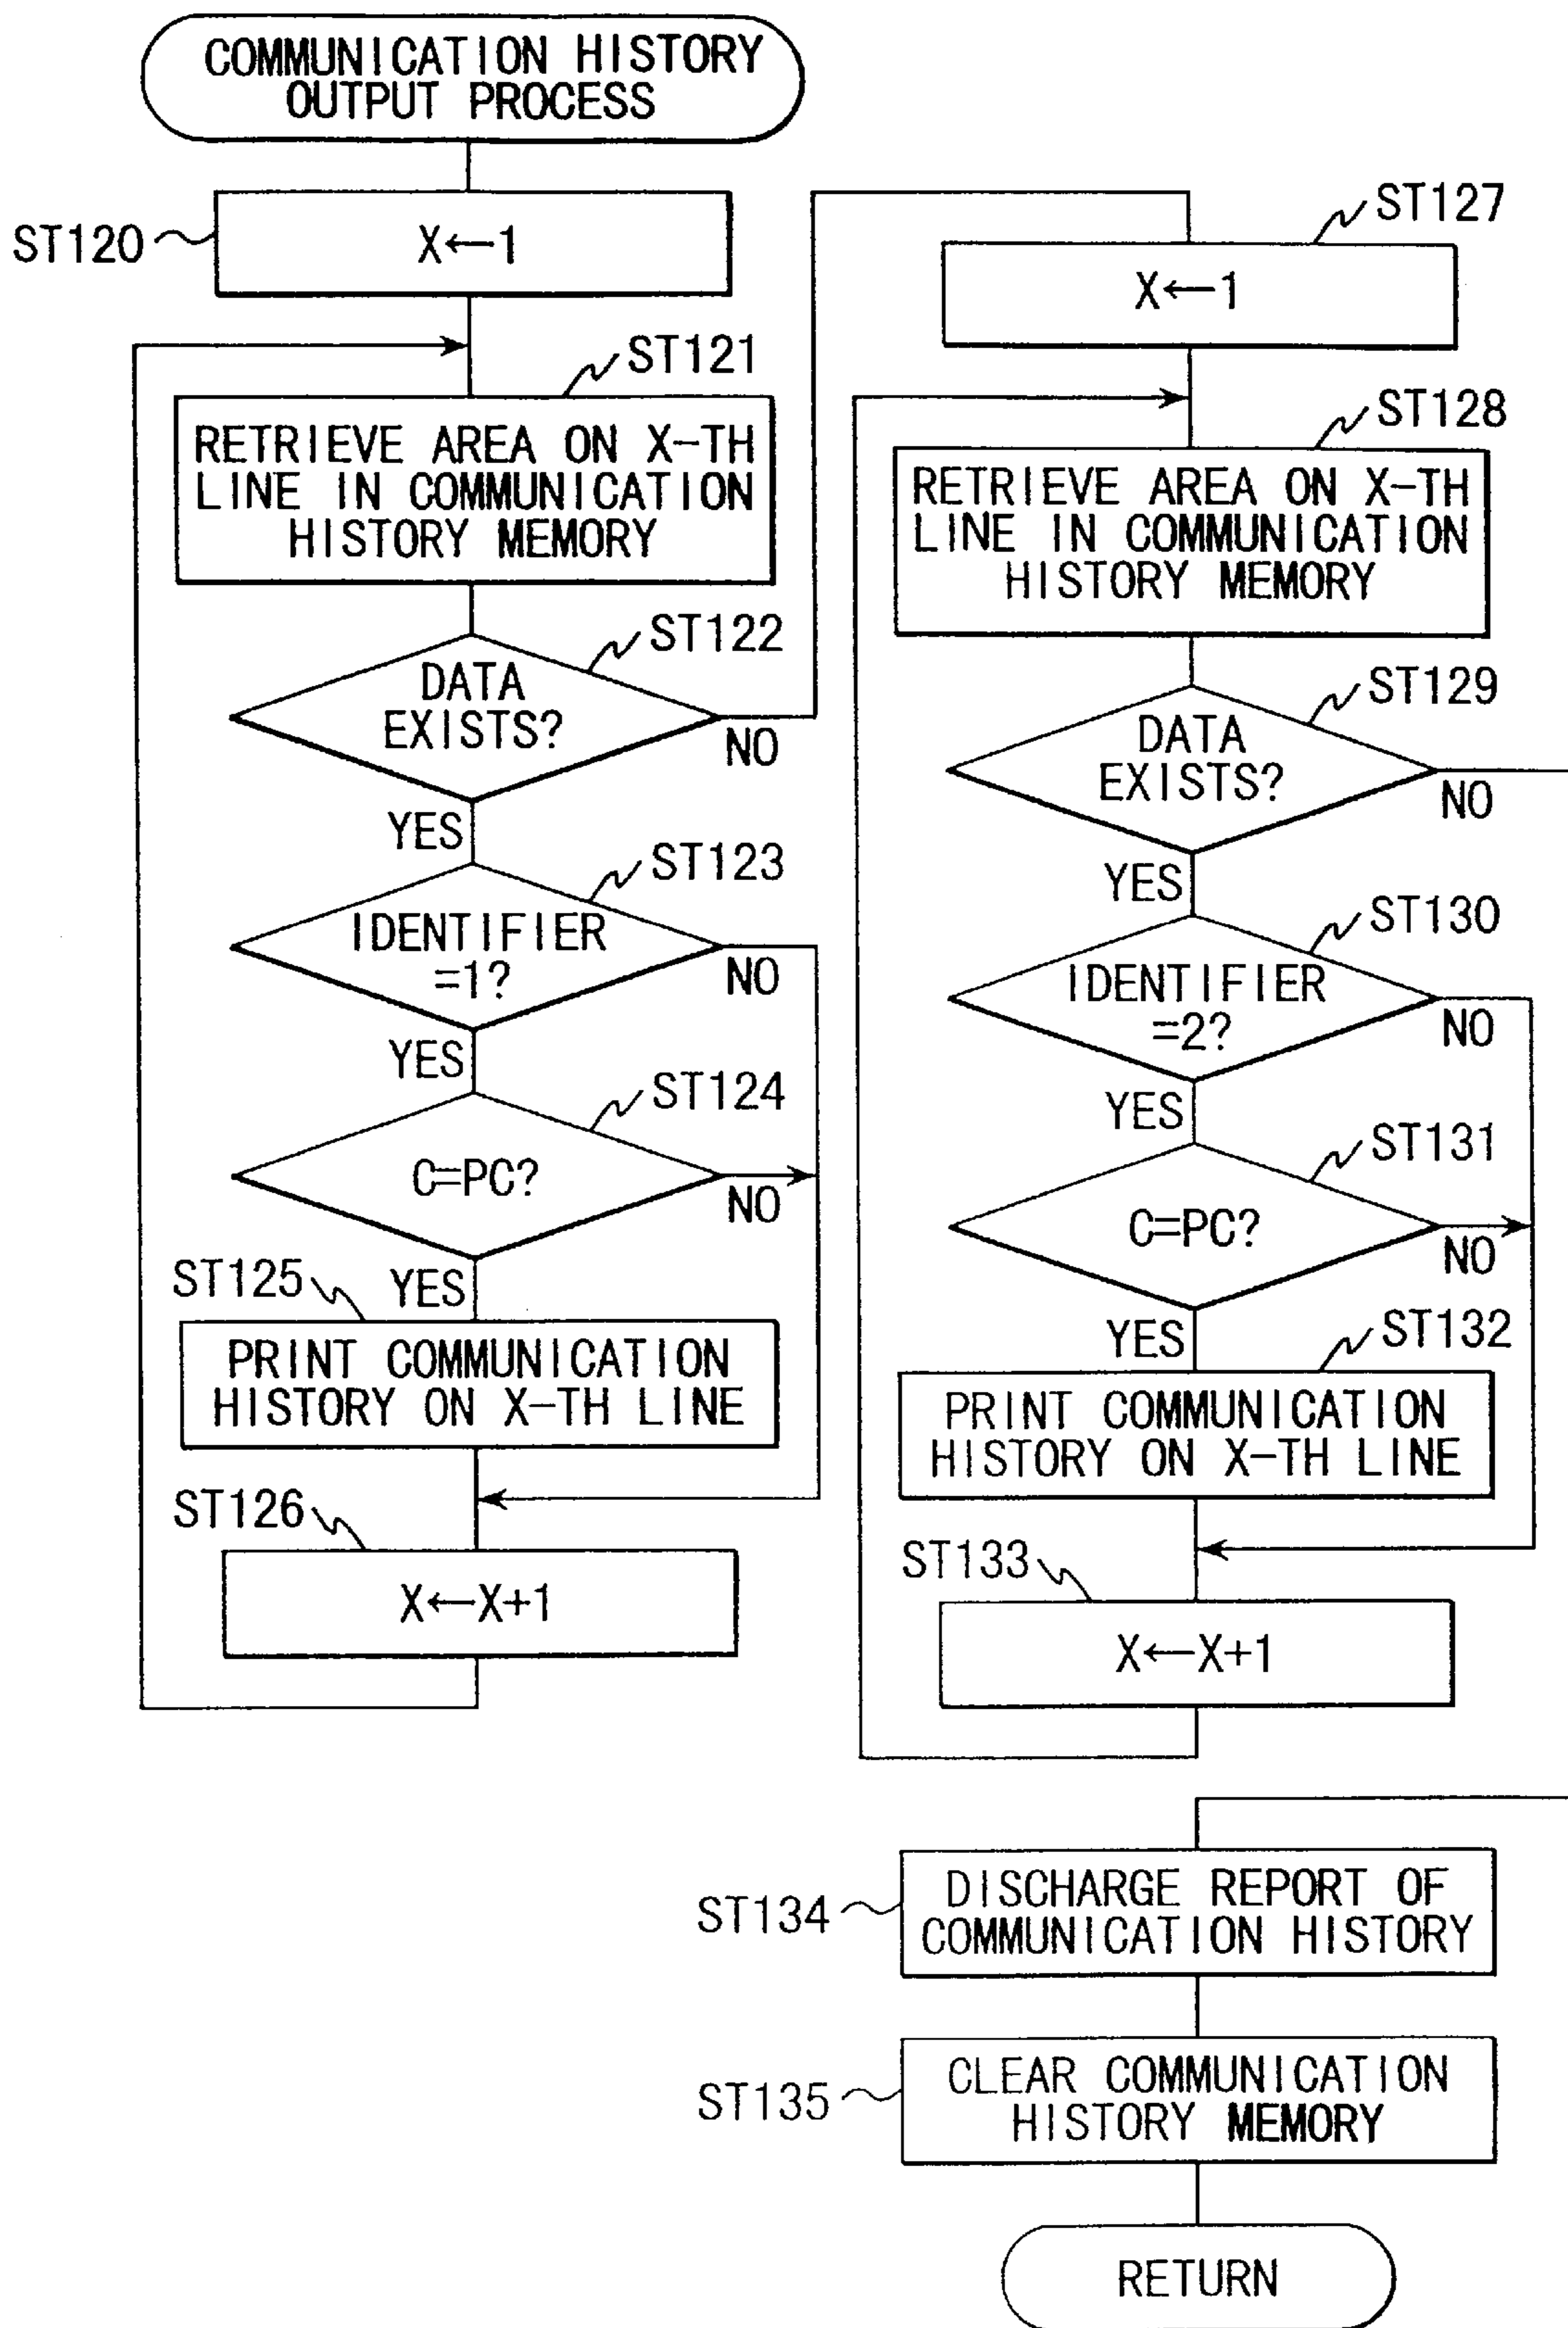 COMMUNICATION HISTORY
OUTPUT PROCESS
ST120
X←1
ST121
RETRIEVE AREA ON X-TH
LINE IN COMMUNICATION
HISTORY MEMORY
ST122
DATA
EXISTS?
NO
YES
ST123
IDENTIFIER
=1?
NO
YES
ST124
C=PC?
NO
YES
ST125
PRINT COMMUNICATION
HISTORY ON X-TH LINE
ST126
X←X+1
ST127
X←1
ST128
RETRIEVE AREA ON X-TH
LINE IN COMMUNICATION
HISTORY MEMORY
ST129
DATA
EXISTS?
NO
YES
ST130
IDENTIFIER
=2?
NO
YES
ST131
C=PC?
NO
YES
ST132
PRINT COMMUNICATION
HISTORY ON X-TH LINE
ST133
X←X+1
ST134
DISCHARGE REPORT OF
COMMUNICATION HISTORY
ST135
CLEAR COMMUNICATION
HISTORY MEMORY
RETURN